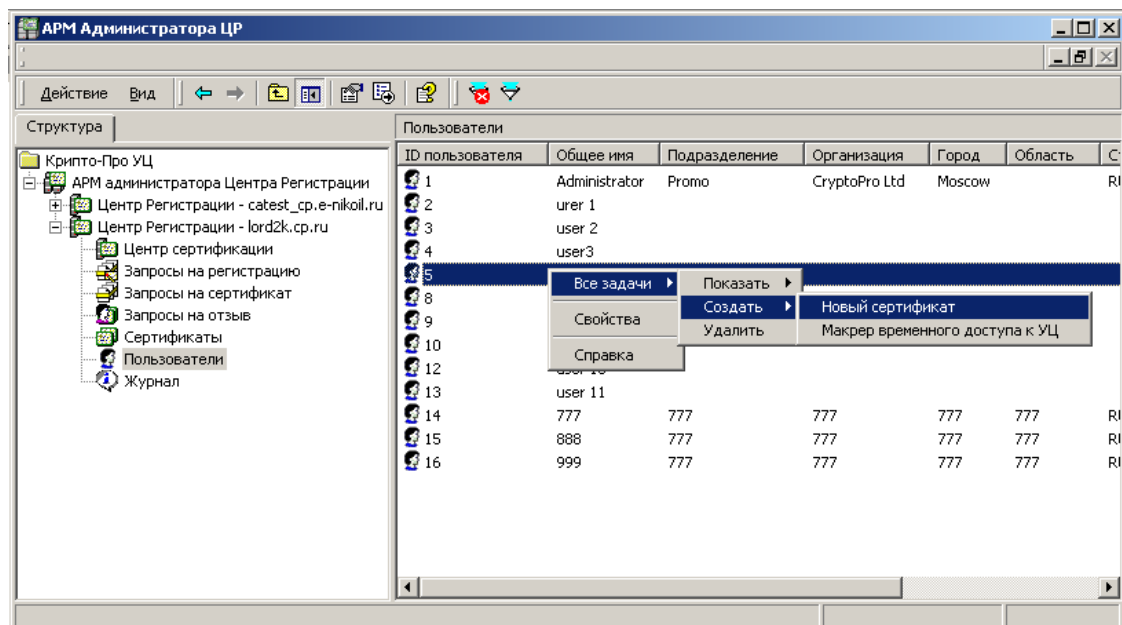 АРМ Администратора ЦР
Действие Вид
Структура
Пользователи
Крипто-Про УЦ
АРМ администратора Центра Регистрации
Центр Регистрации - catest_cp.e-nikoil.ru
Центр Регистрации - lord2k.cp.ru
Центр сертификации
Запросы на регистрацию
Запросы на сертификат
Запросы на отзыв
Сертификаты
Пользователи
Журнал
ID пользователя Общее имя Подразделение Организация Город Область
1 Administrator Promo CryptoPro Ltd Moscow
2 urer 1
3 user 2
4 user3
5
8
9
10
12
13 user 11
14 777 777 777 777 777
15 888 777 777 777 777
16 999 777 777 777 777
Все задачи
Свойства
Справка
Показать
Создать
Удалить
Новый сертификат
Макрер временного доступа к УЦ